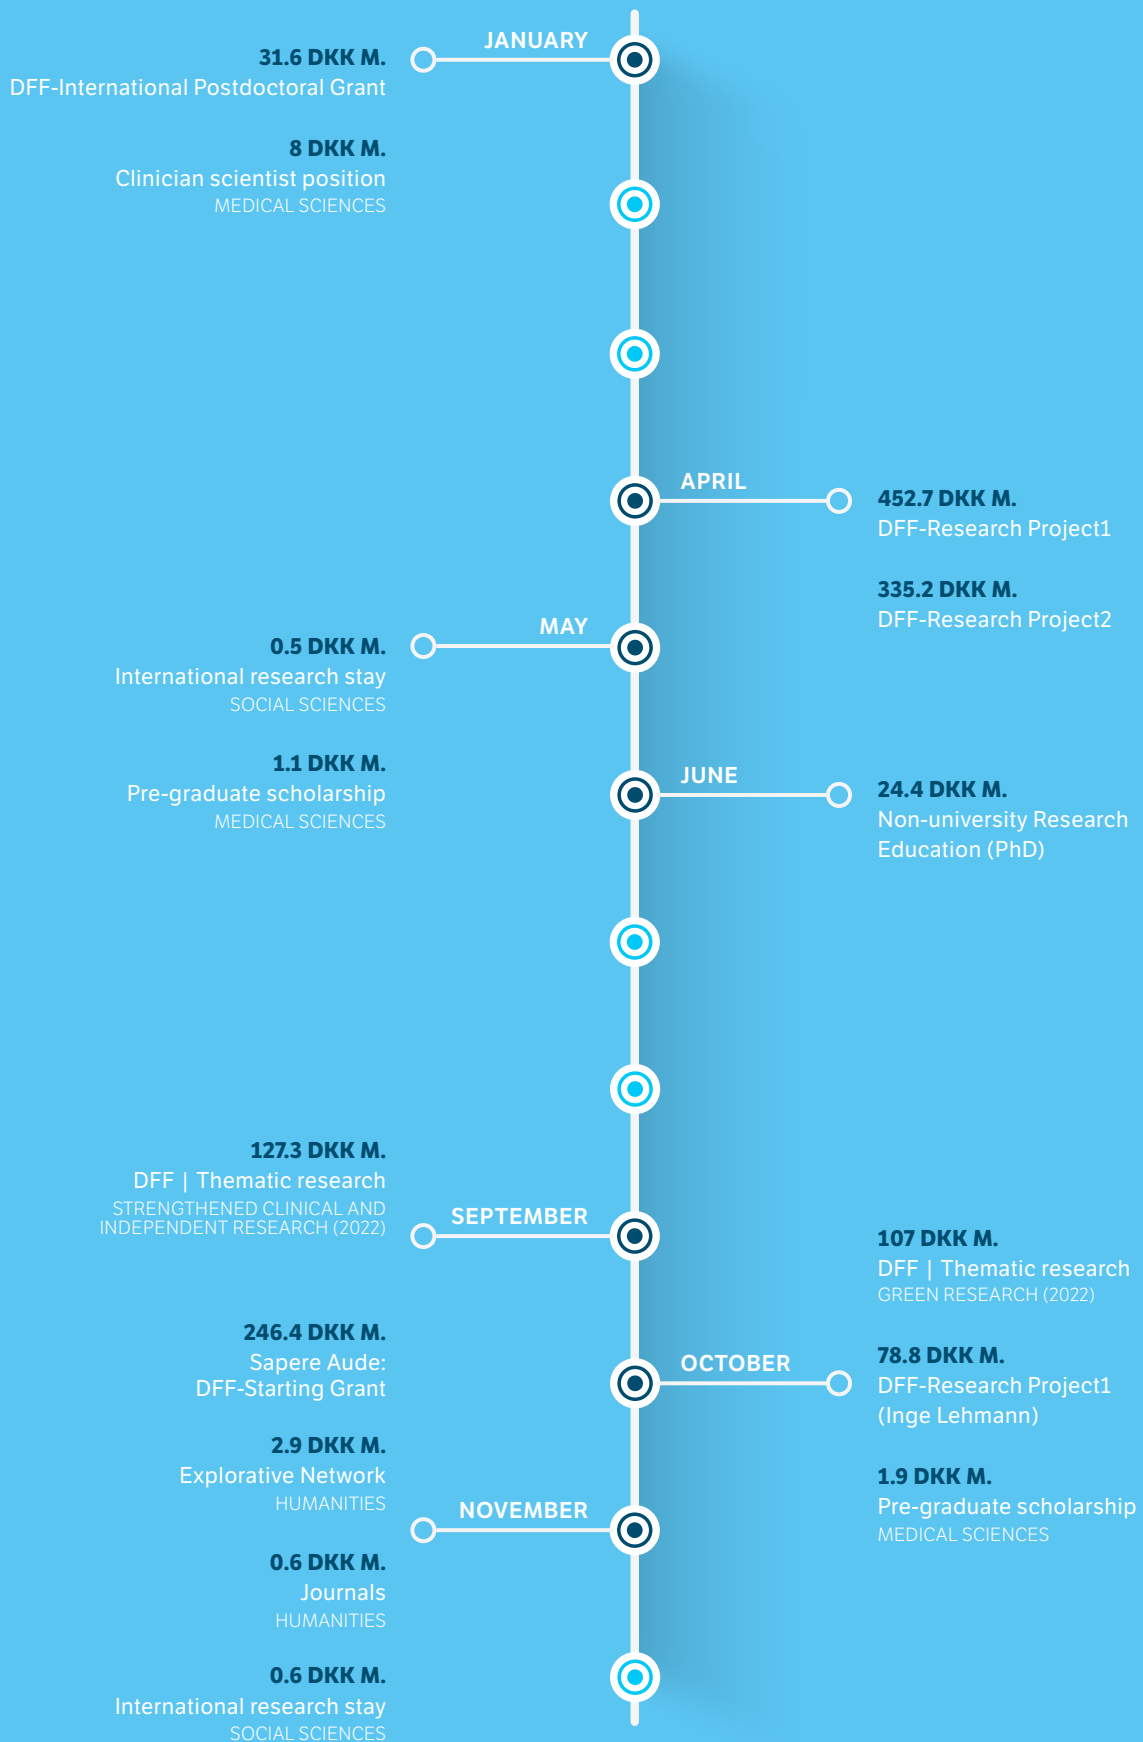 JANUARY
31.6 DKK M.
DFF-International Postdoctoral Grant
8 DKK M.
Clinician scientist position
MEDICAL SCIENCES
APRIL
452.7 DKK M.
DFF-Research Project1
335.2 DKK M.
DFF-Research Project2
MAY
0.5 DKK M.
International research stay
SOCIAL SCIENCES
1.1 DKK M.
Pre-graduate scholarship
MEDICAL SCIENCES
JUNE
24.4 DKK M.
Non-university Research
Education (PhD)
SEPTEMBER
127.3 DKK M.
DFF | Thematic research
STRENGTHENED CLINICAL AND
INDEPENDENT RESEARCH (2022)
OCTOBER
107 DKK M.
DFF | Thematic research
GREEN RESEARCH (2022)
78.8 DKK M.
DFF-Research Project1
(Inge Lehmann)
1.9 DKK M.
Pre-graduate scholarship
MEDICAL SCIENCES
NOVEMBER
246.4 DKK M.
Sapere Aude:
DFF-Starting Grant
2.9 DKK M.
Explorative Network
HUMANITIES
0.6 DKK M.
Journals
HUMANITIES
0.6 DKK M.
International research stay
SOCIAL SCIENCES